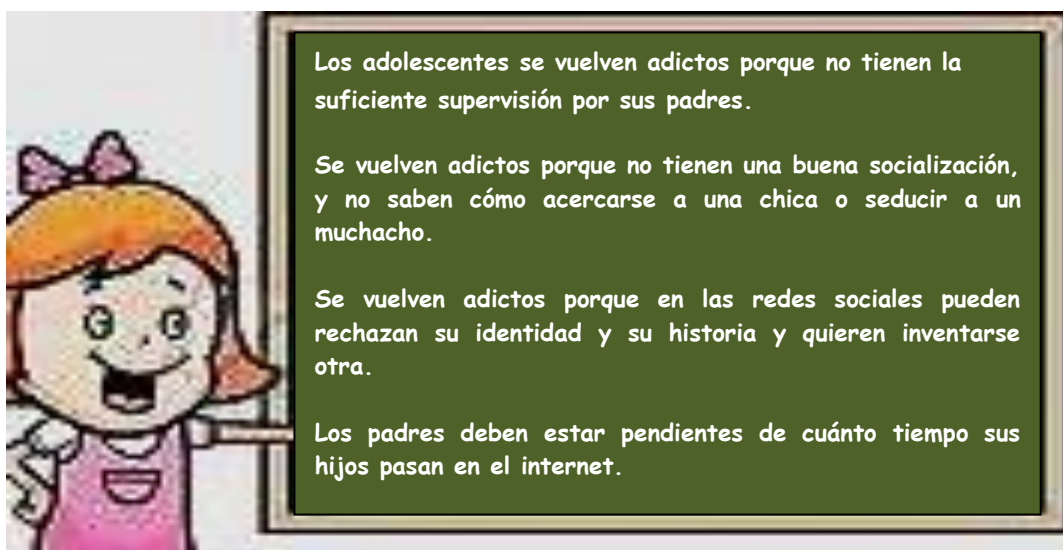 Los adolescentes se vuelven adictos porque no tienen la
suficiente supervisión por sus padres.
Se vuelven adictos porque no tienen una buena socialización,
y no saben cómo acercarse a una chica o seducir a un
muchacho.
Se vuelven adictos porque en las redes sociales pueden
rechazan su identidad y su historia y quieren inventarse
otra.
Los padres deben estar pendientes de cuánto tiempo sus
hijos pasan en el internet.